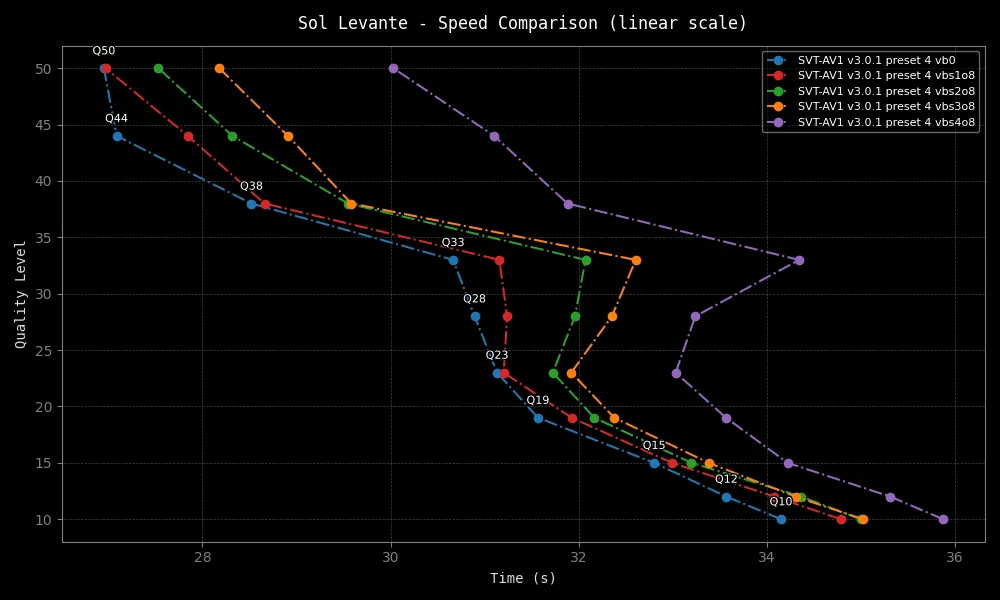 Sol Levante - Speed Comparison (linear scale)
SVT-AV1 v3.0.1 preset 4 vb0
SVT-AV1 v3.0.1 preset 4 vbs1o8
SVT-AV1 v3.0.1 preset 4 vbs2o8
SVT-AV1 v3.0.1 preset 4 vbs3o8
SVT-AV1 v3.0.1 preset 4 vbs4o8
Quality Level
50
45
40
35
30
25
20
15
10
Q50
Q44
Q38
Q33
Q28
Q23
Q19
Q15
Q12
Q10
28
30
32
34
36
Time (s)